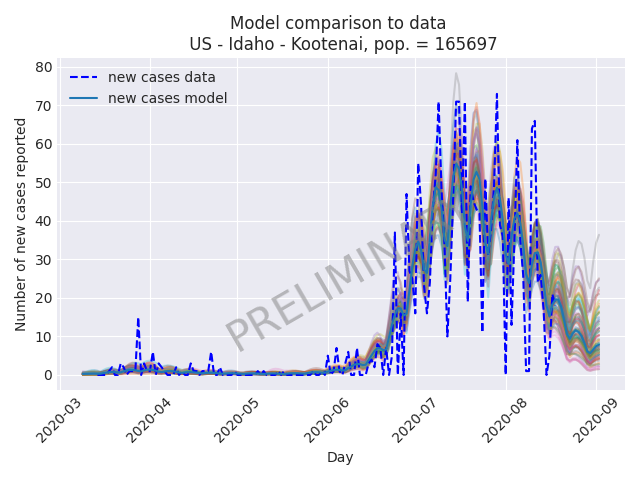 Model comparison to data
US - Idaho - Kootenai, pop. = 165697
new cases data
new cases model
Number of new cases reported
80
70
60
50
40
30
20
10
0
2020-03
2020-04
2020-05
2020-06
2020-07
2020-08
2020-09
Day